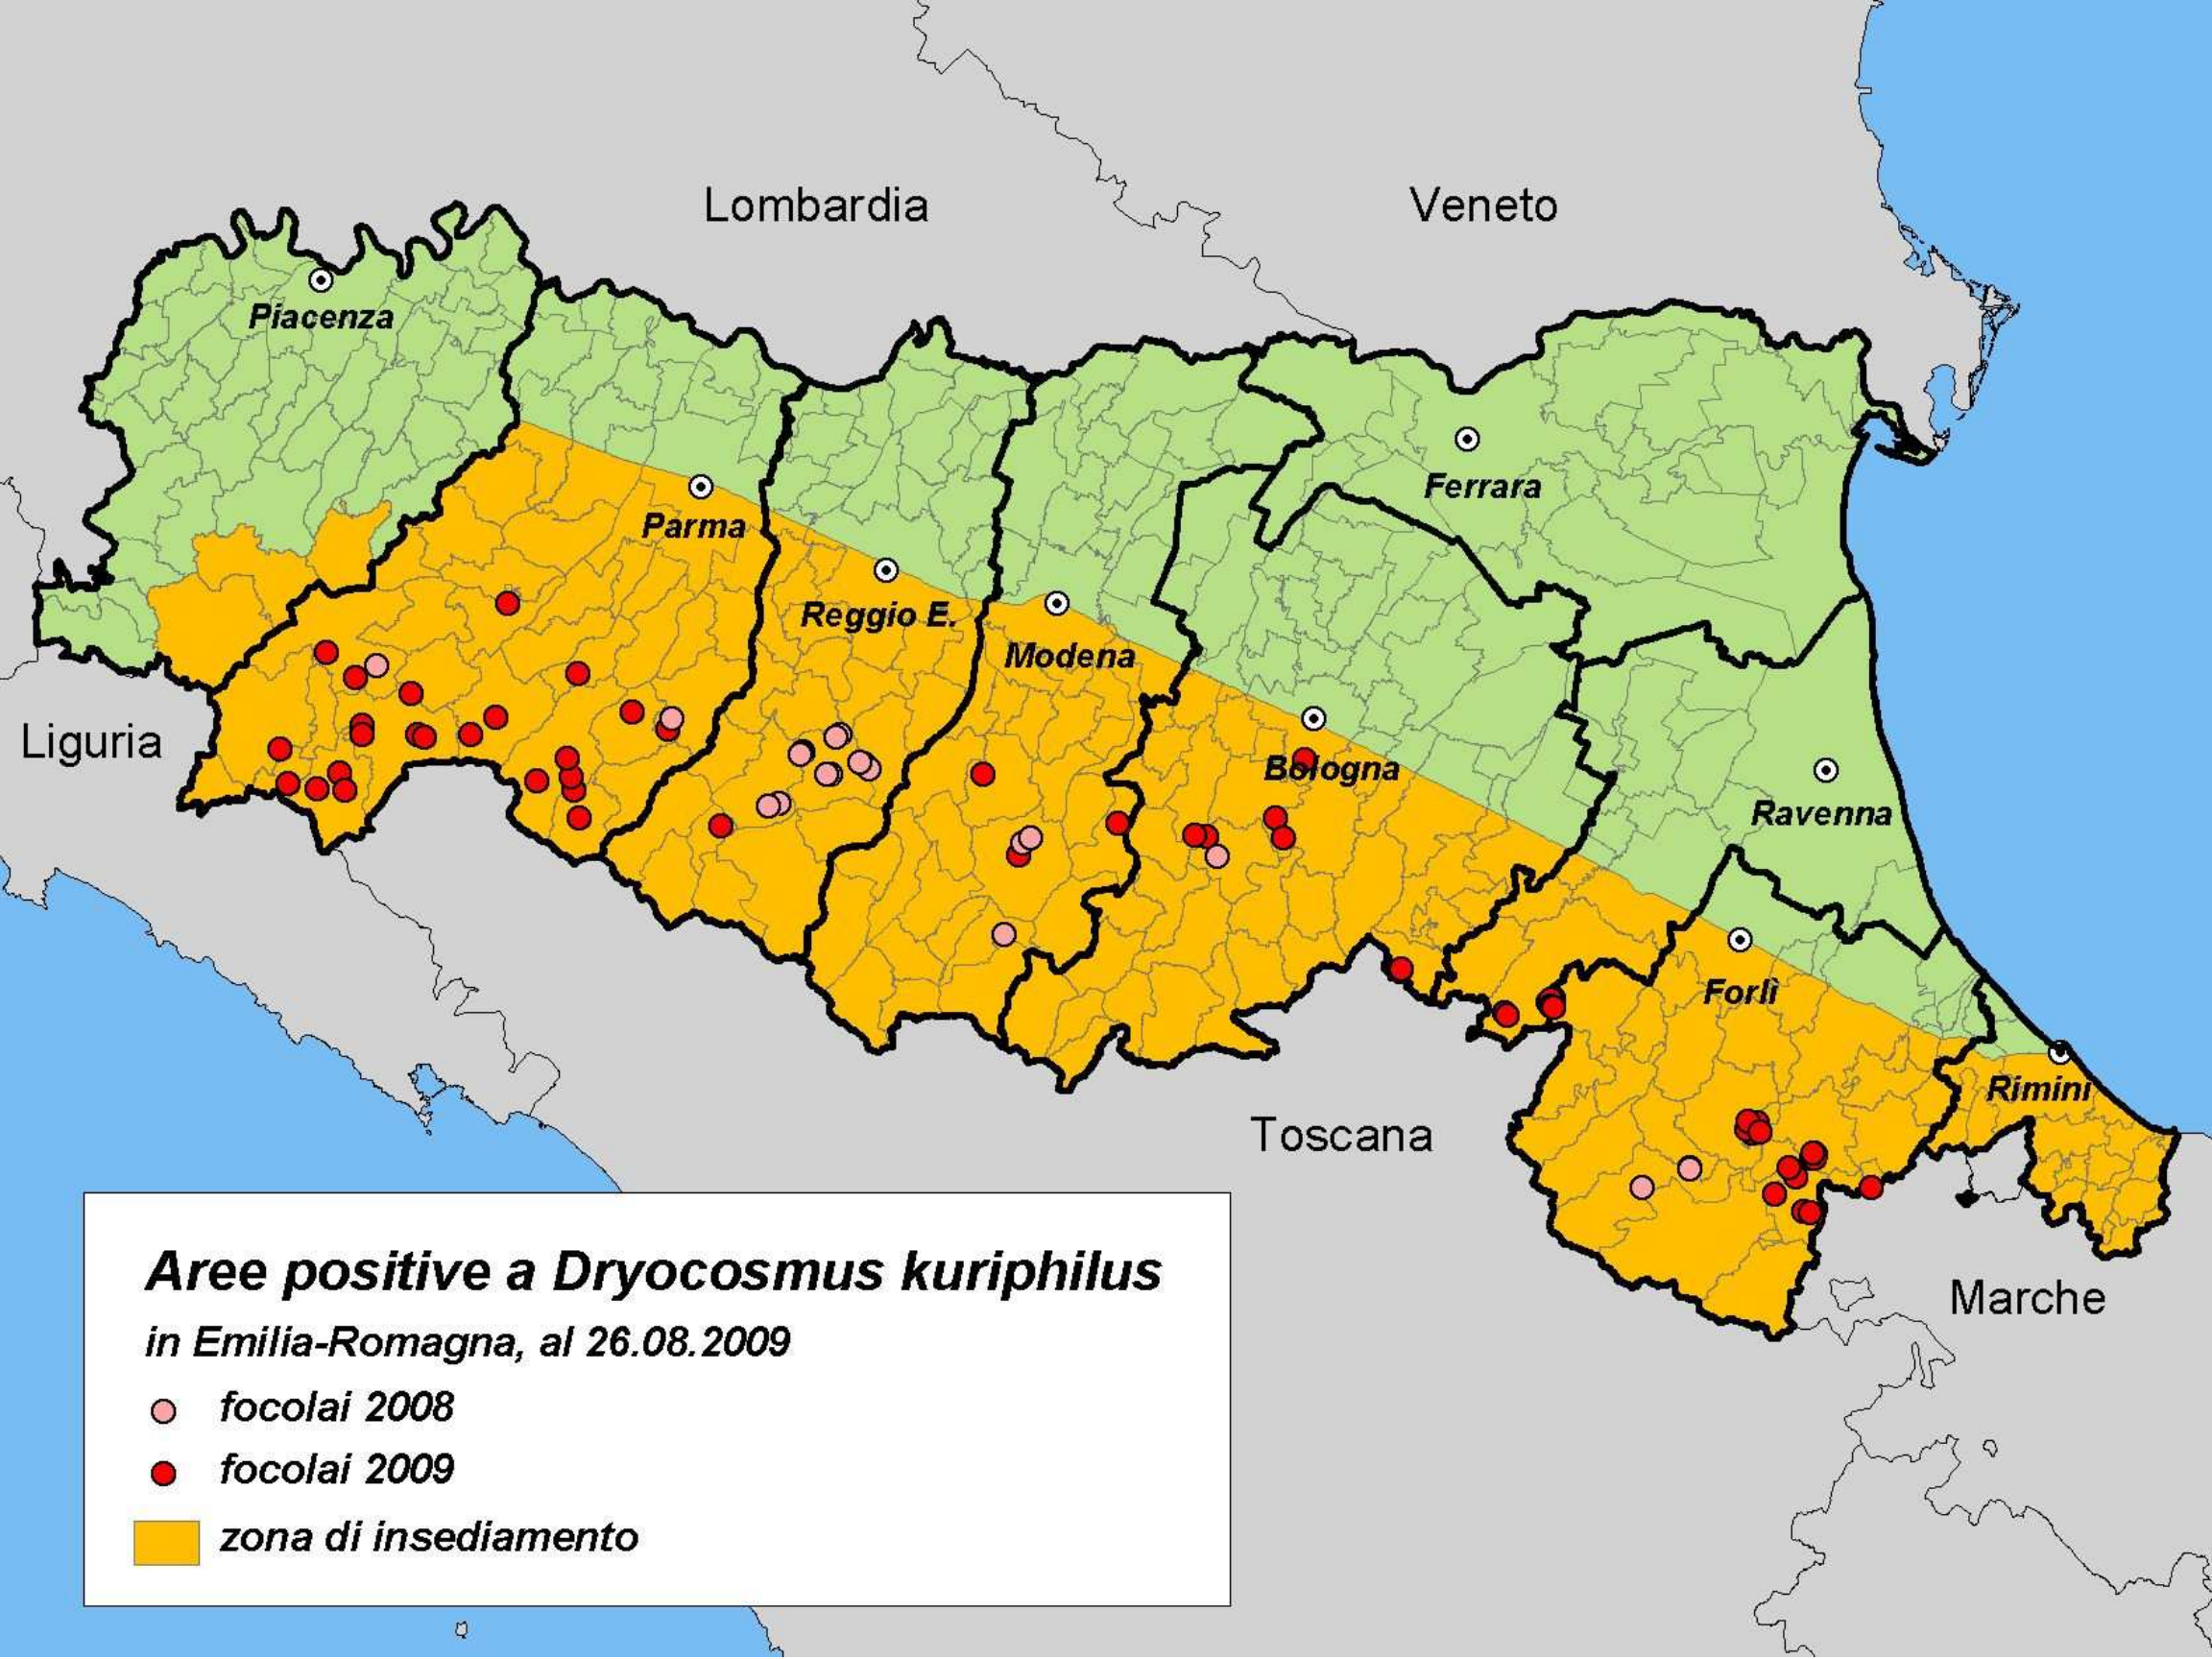 Lombardia
Veneto
Piacenza
Ferrara
Parma
Reggio E.
Modena
Liguria
Bologna
Ravenna
Forlì
Rimini
Toscana
Marche
Aree positive a Dryocosmus kuriphilus
in Emilia-Romagna, al 26.08.2009
focolai 2008
focolai 2009
zona di insediamento